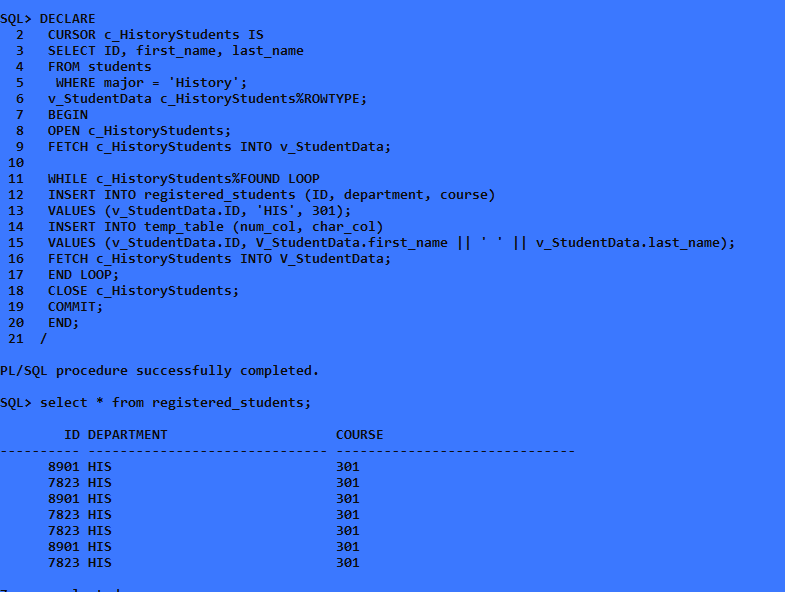 SQL> DECLARE
2 CURSOR c_HistoryStudents IS
3 SELECT ID, first_name, last_name
4 FROM students
5 WHERE major = 'History';
6 v_StudentData c_HistoryStudents%ROWTYPE;
7 BEGIN
8 OPEN c_HistoryStudents;
9 FETCH c_HistoryStudents INTO v_StudentData;
10
11 WHILE c_HistoryStudents%FOUND LOOP
12 INSERT INTO registered_students (ID, department, course)
13 VALUES (v_StudentData.ID, 'HIS', 301);
14 INSERT INTO temp_table (num_col, char_col)
15 VALUES (v_StudentData.ID, V_StudentData.first_name || ' ' || v_StudentData.last_name);
16 FETCH c_HistoryStudents INTO V_StudentData;
17 END LOOP;
18 CLOSE c_HistoryStudents;
19 COMMIT;
20 END;
21 /
PL/SQL procedure successfully completed.
SQL> select * from registered_students;
ID DEPARTMENT COURSE
---------- ------------------------------ ------------------------------
8901 HIS 301
7823 HIS 301
8901 HIS 301
7823 HIS 301
7823 HIS 301
8901 HIS 301
7823 HIS 301